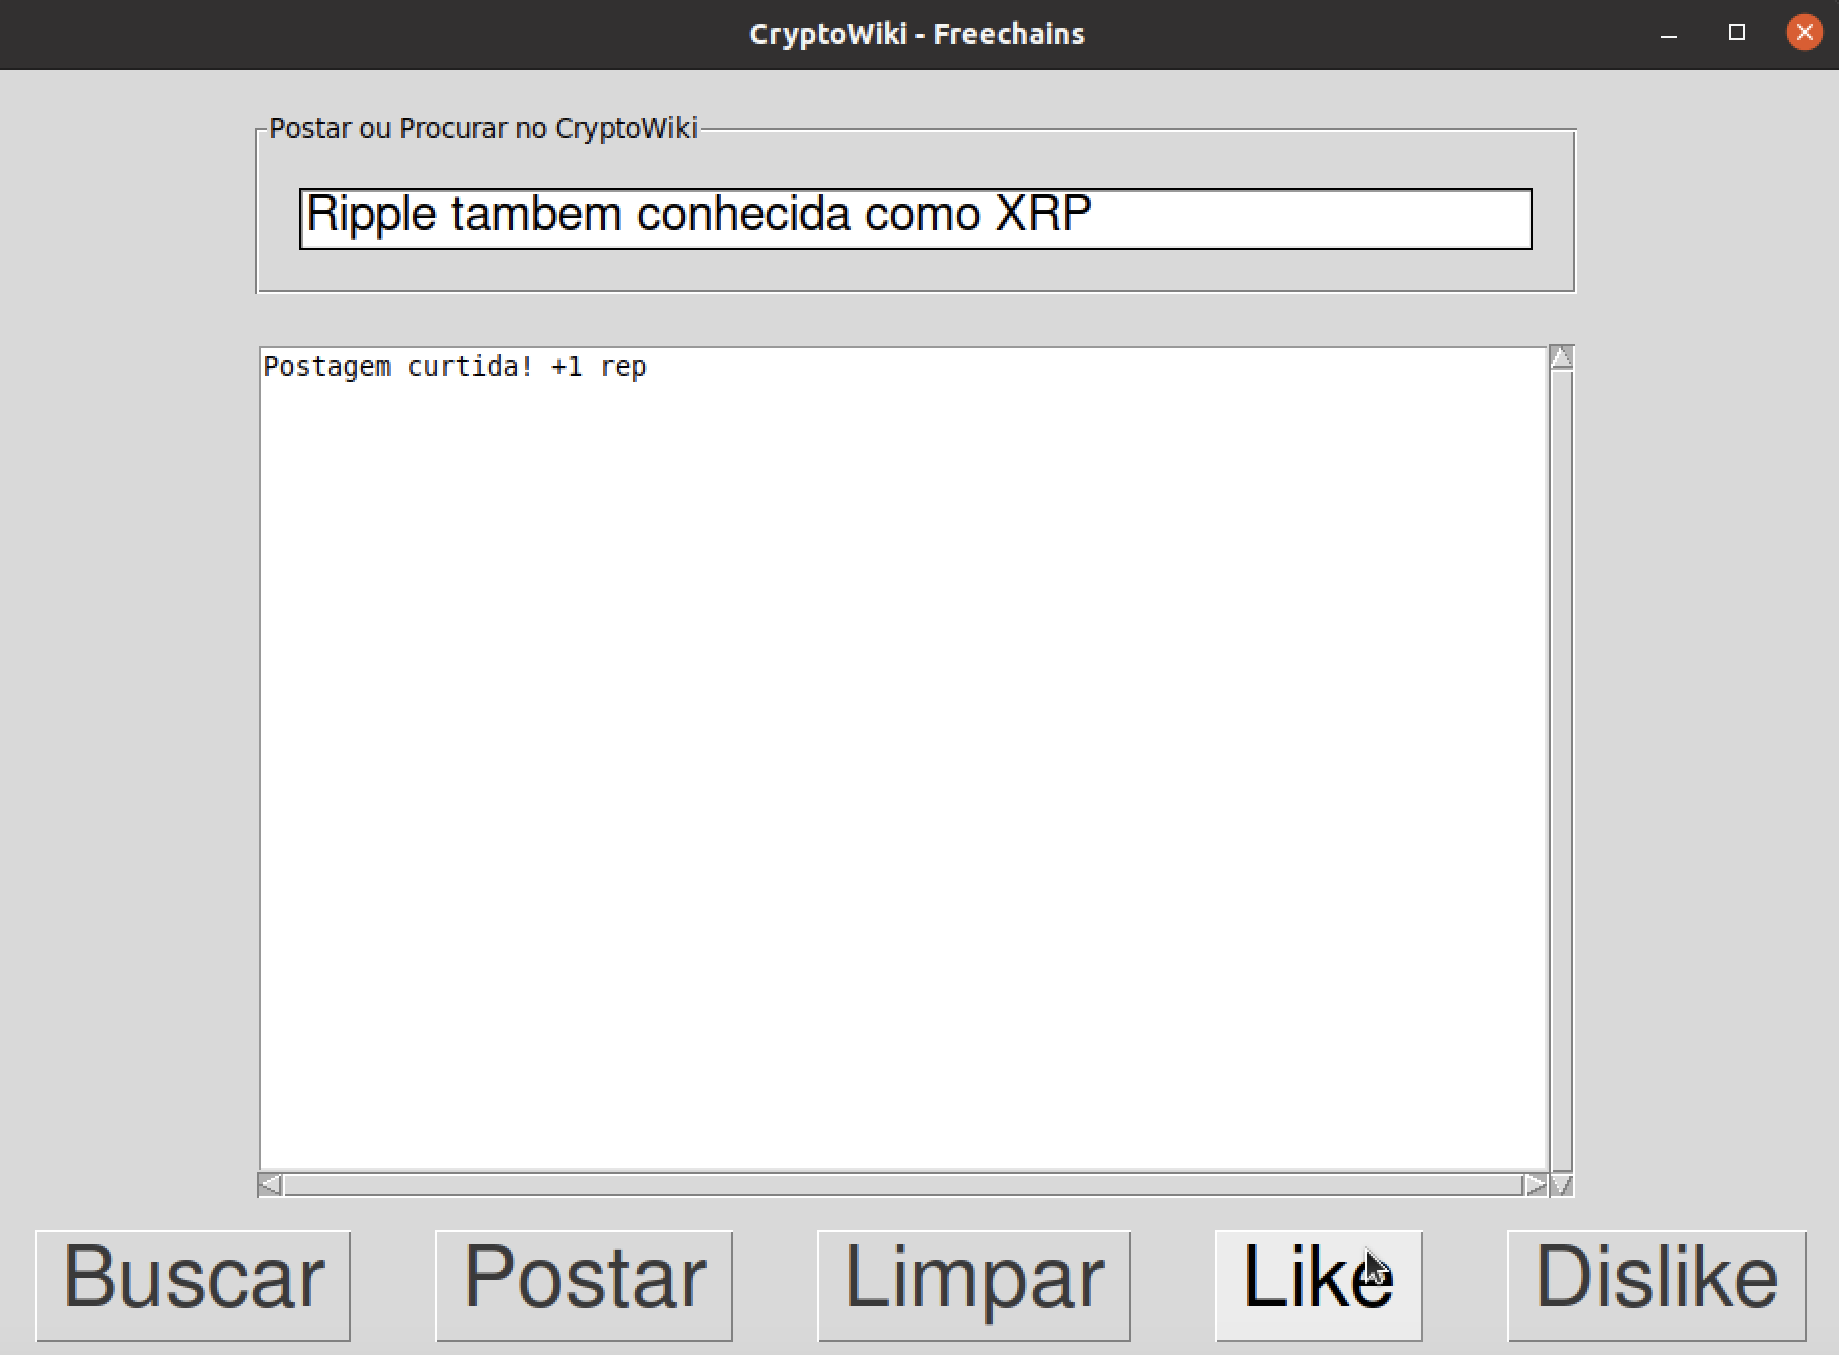 CryptoWiki - Freechains
Postar ou Procurar no CryptoWiki
Ripple tambem conhecida como XRP
Postagem curtida! +1 rep
Buscar Postar Limpar Like Dislike